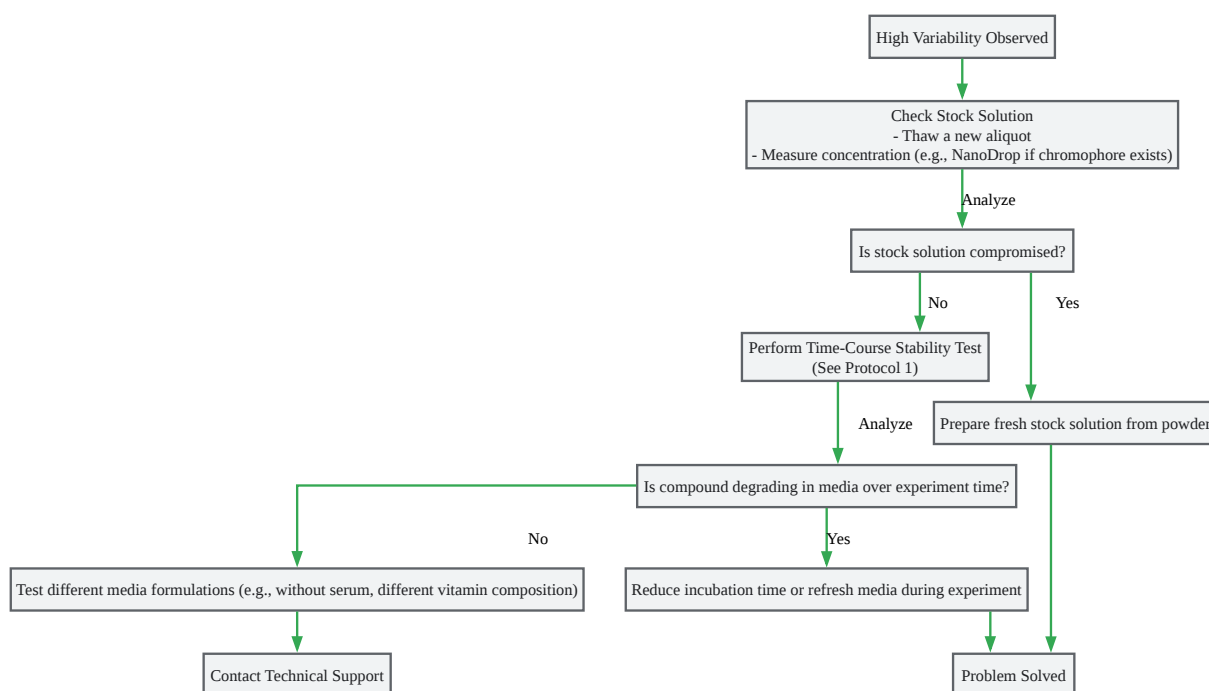 High Variability Observed
Check Stock Solution
- Thaw a new aliquot
- Measure concentration (e.g., NanoDrop if chromophore exists)
Analyze
Is stock solution compromised?
No
Yes
Perform Time-Course Stability Test
(See Protocol 1)
Prepare fresh stock solution from powder
Analyze
Is compound degrading in media over experiment time?
No
Yes
Test different media formulations (e.g., without serum, different vitamin composition)
Reduce incubation time or refresh media during experiment
Contact Technical Support
Problem Solved